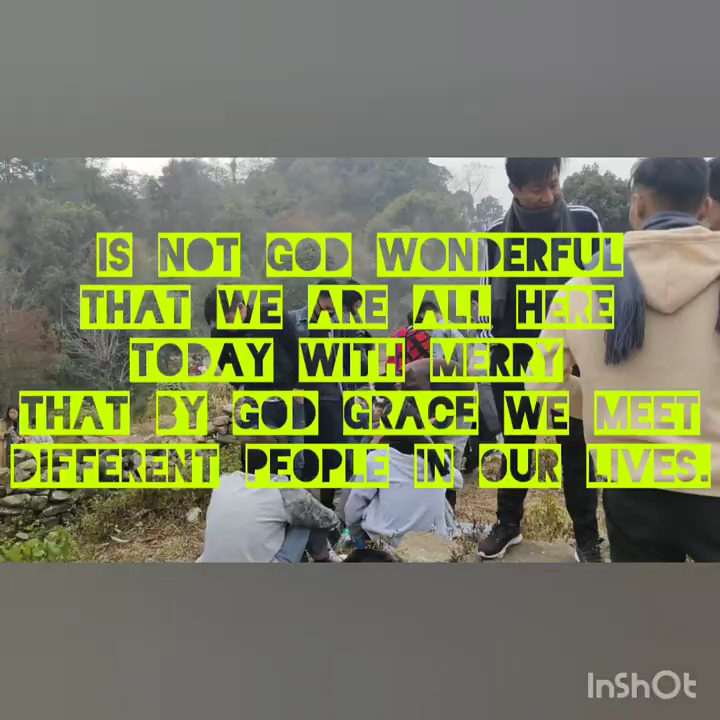 IS NOT GOD WONDERFUL
THAT WE ARE ALL HERE
TODAY WITH MERRY
THAT BY GOD GRACE WE MEET
DIFFERENT PEOPLE IN OUR LIVES.
InShOt